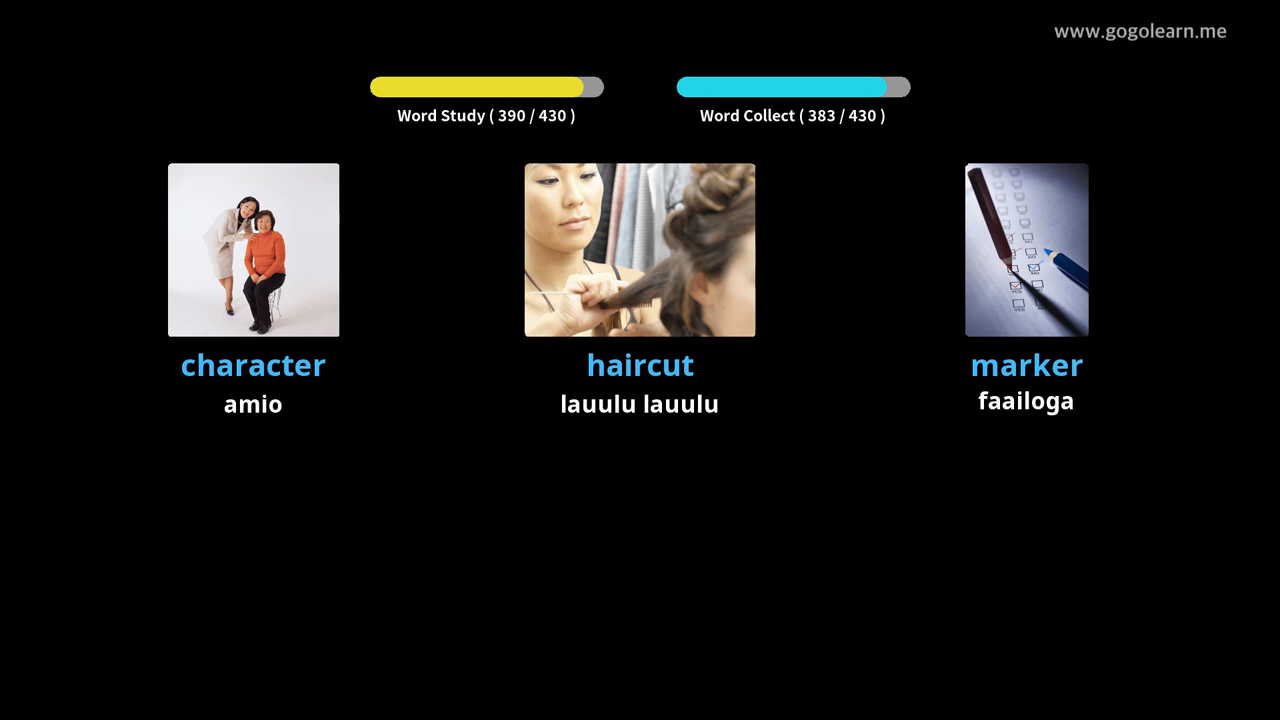 www.gogolearn.me
Word Study ( 390 / 430 )
Word Collect ( 383 / 430 )
character
haircut
marker
amio
lauulu lauulu
faailoga